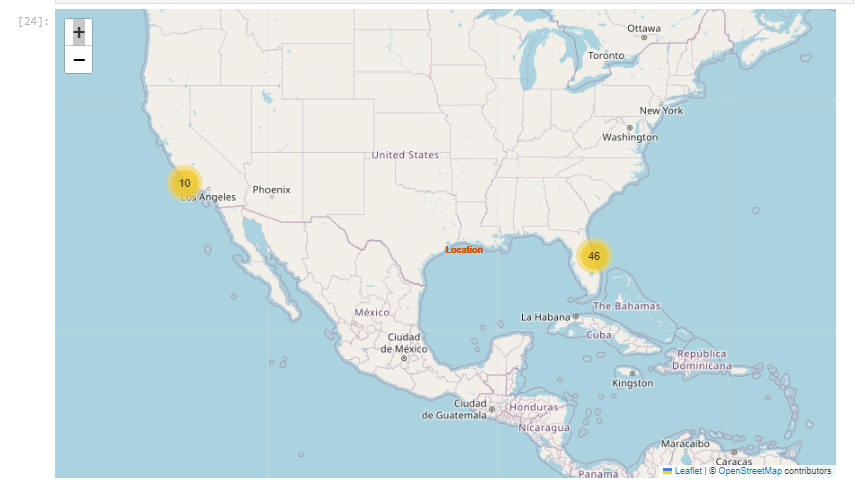 [24]:
+
−
Ottawa
Toronto
New York
Washington
United States
10
Los Angeles
Phoenix
Location
46
The Bahamas
México
La Habana
Cuba
Ciudad
de México
República
Dominicana
Kingston
Ciudad
de Guatemala
Honduras
Nicaragua
Maracaibo
Caracas
Panamá
Leaflet | © OpenStreetMap contributors